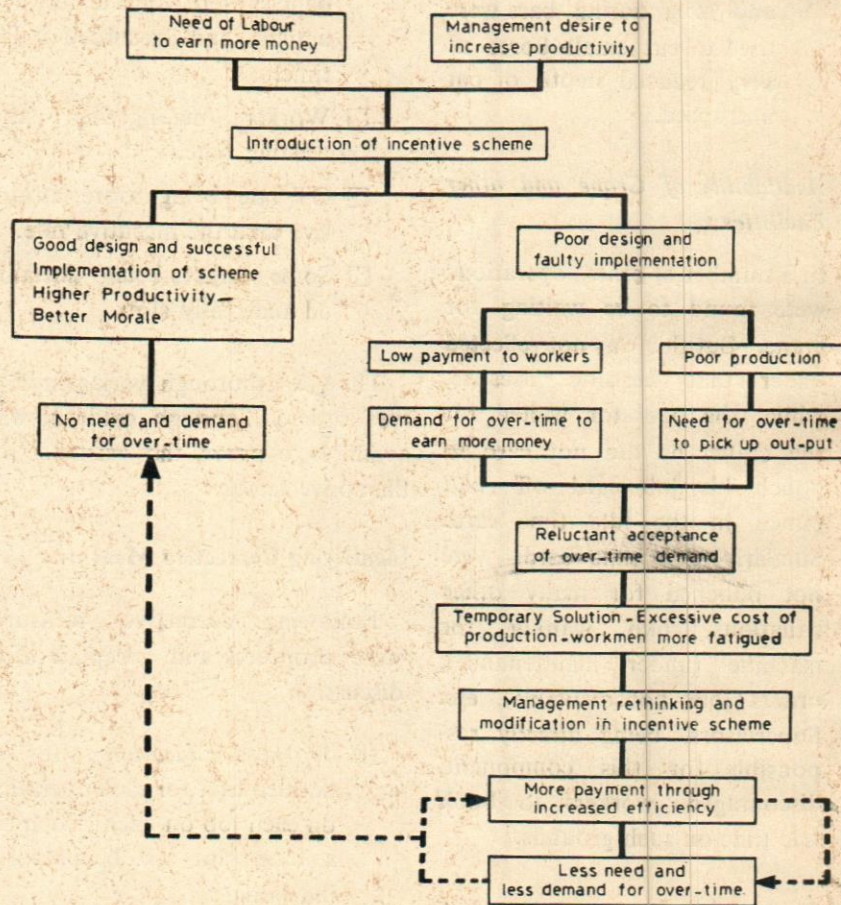 Need of Labour
to earn more money
Management desire to
increase productivity
Introduction of incentive scheme
Good design and successful
Implementation of scheme
Higher Productivity—
Better Morale
Poor design and
faulty implementation
Low payment to workers
Poor production
No need and demand
for over-time
Demand for over-time to
earn more money
Need for over-time
to pick up out-put
Reluctant acceptance
of over-time demand
Temporary Solution-Excessive cost of
production-workmen more fatigued
Management rethinking and
modification in incentive scheme
More payment through
increased efficiency
Less need and
less demand for over-time